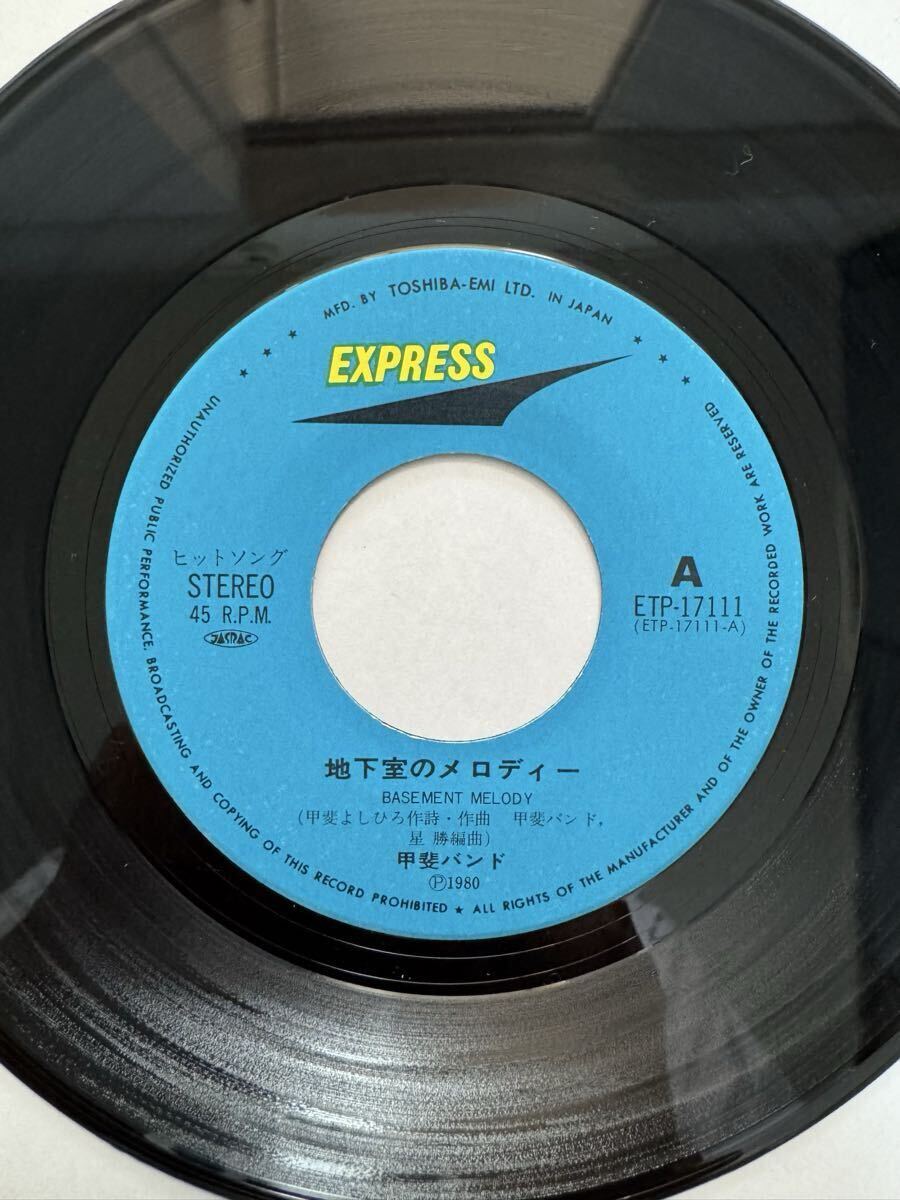 MFD. BY TOSHIBA-EMI LTD. IN JAPAN
EXPRESS
ヒットソング
STEREO
45 R.P.M.
JASRAC
A
ETP-17111
(ETP-17111-A)
地下室のメロディー
BASEMENT MELODY
(甲斐よしひろ作詩・作曲 甲斐バンド,
星 勝編曲)
甲斐バンド
Ⓟ1980
★ ★ ★ UNAUTHORIZED PUBLIC PERFORMANCE, BROADCASTING AND COPYING OF THIS RECORD PROHIBITED ★ ALL RIGHTS OF THE MANUFACTURER AND OF THE OWNER OF THE RECORDED WORK ARE RESERVED ★ ★ ★